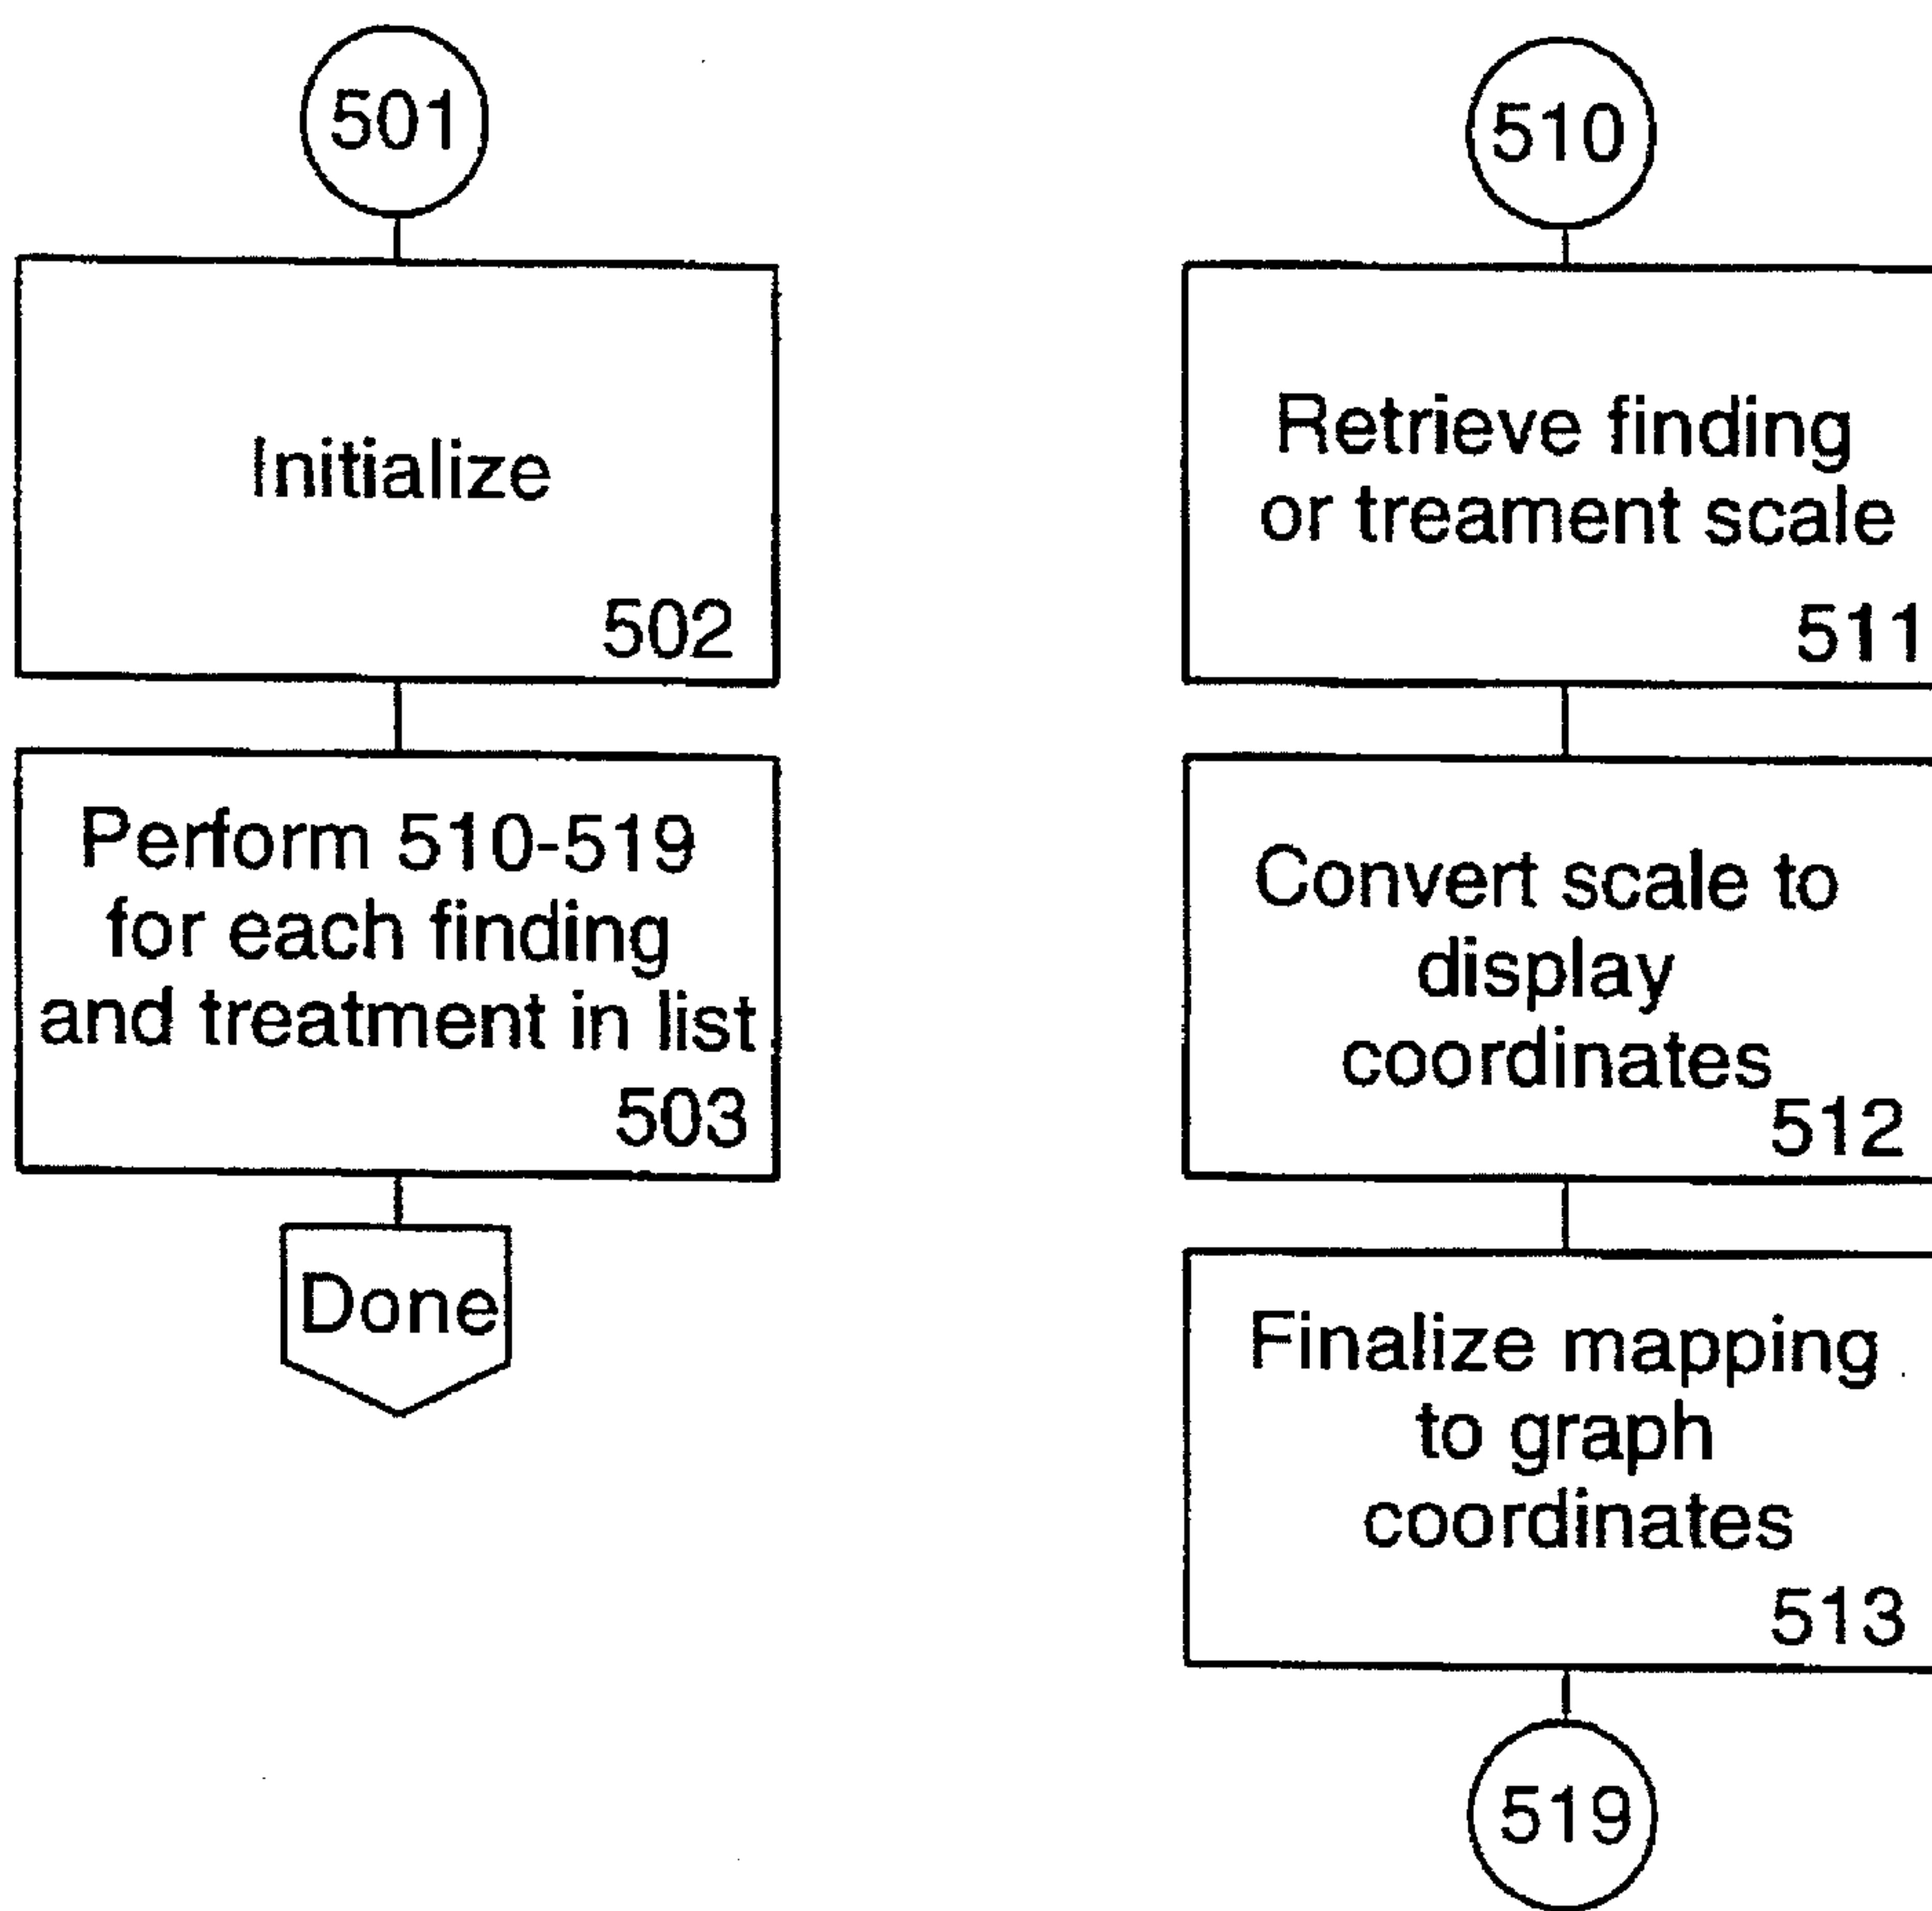 501
Initialize
502
Perform 510-519
for each finding
and treatment in list
503
Done
510
Retrieve finding
or treament scale
511
Convert scale to
display
coordinates
512
Finalize mapping
to graph
coordinates
513
519